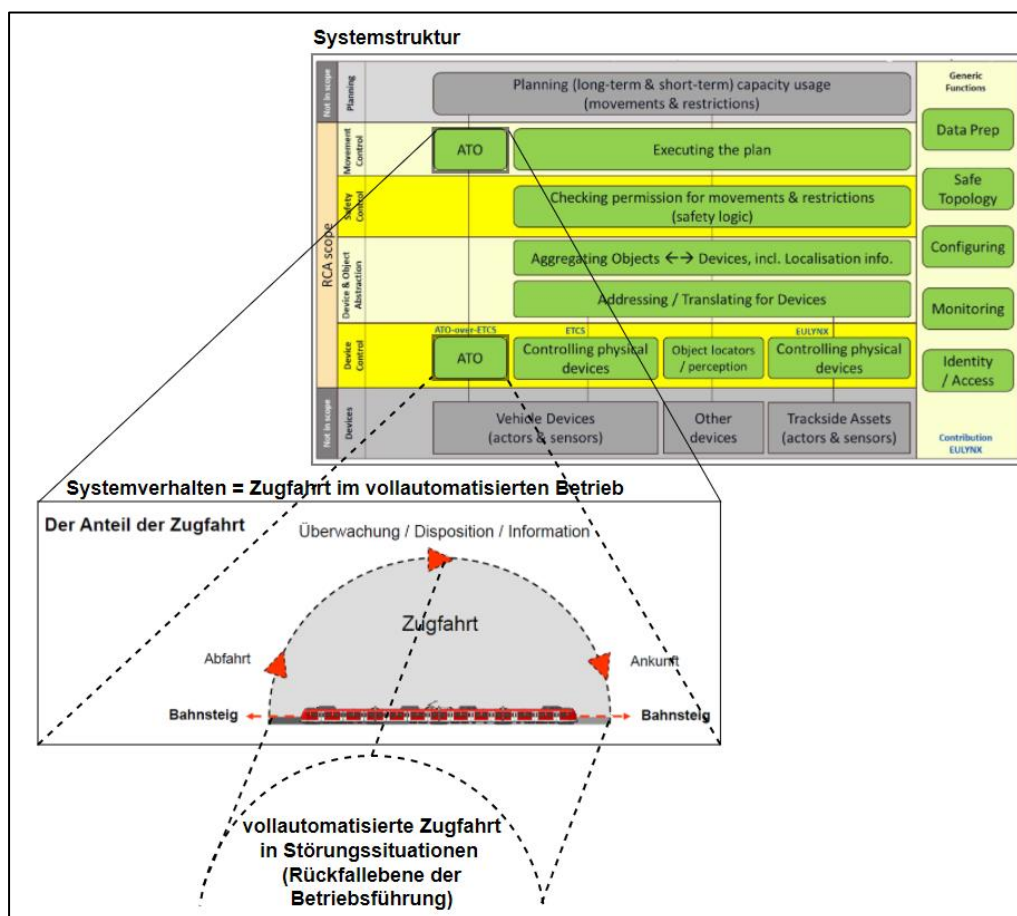 Systemstruktur
Not in scope
Planning
Planning (long-term & short-term) capacity usage
(movements & restrictions)
Generic
Functions
RCA scope
Movement
Control
ATO
Executing the plan
Data Prep
Safety
Control
Checking permission for movements & restrictions
(safety logic)
Safe
Topology
Device & Object
Abstraction
Aggregating Objects ←→ Devices, incl. Localisation info.
Configuring
Addressing / Translating for Devices
Monitoring
Device
Control
ATO-over-ETCS
ETCS
EULYNX
ATO
Controlling physical
devices
Object locators
/ perception
Controlling physical
devices
Identity
/ Access
Not in scope
Devices
Vehicle Devices
(actors & sensors)
Other
devices
Trackside Assets
(actors & sensors)
Contribution
EULYNX
Systemverhalten = Zugfahrt im vollautomatisierten Betrieb
Der Anteil der Zugfahrt
Überwachung / Disposition / Information
Zugfahrt
Abfahrt
Ankunft
Bahnsteig
Bahnsteig
vollautomatisierte Zugfahrt
in Störungssituationen
(Rückfallebene der
Betriebsführung)